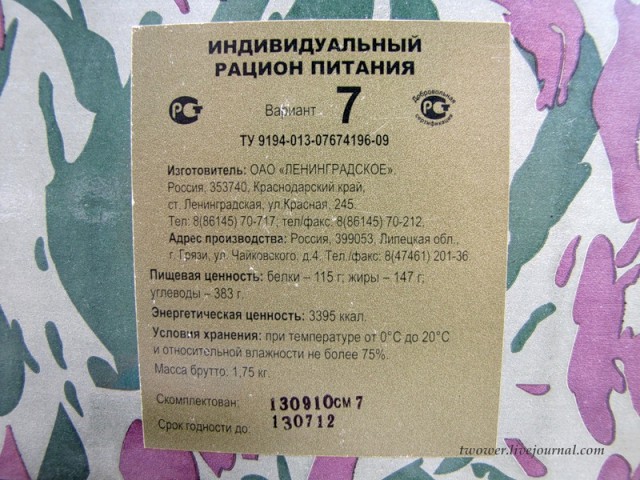 ИНДИВИДУАЛЬНЫЙ
РАЦИОН ПИТАНИЯ
РСТ
Вариант 7
Добровольная
РСТ
сертификация
ТУ 9194-013-07674196-09
Изготовитель: ОАО «ЛЕНИНГРАДСКОЕ».
Россия, 353740, Краснодарский край,
ст. Ленинградская, ул.Красная, 245.
Тел: 8(86145) 70-717; тел/факс: 8(86145) 70-212.
Адрес производства: Россия, 399053, Липецкая обл.,
г. Грязи, ул. Чайковского, д.4. Тел./факс: 8(47461) 201-36
Пищевая ценность: белки – 115 г; жиры – 147 г;
углеводы – 383 г.
Энергетическая ценность: 3395 ккал.
Условия хранения: при температуре от 0°С до 20°С
и относительной влажности не более 75%.
Масса брутто: 1,75 кг.
Скомплектован: 130910СМ7
Срок годности до: 130712
twower.livejournal.com